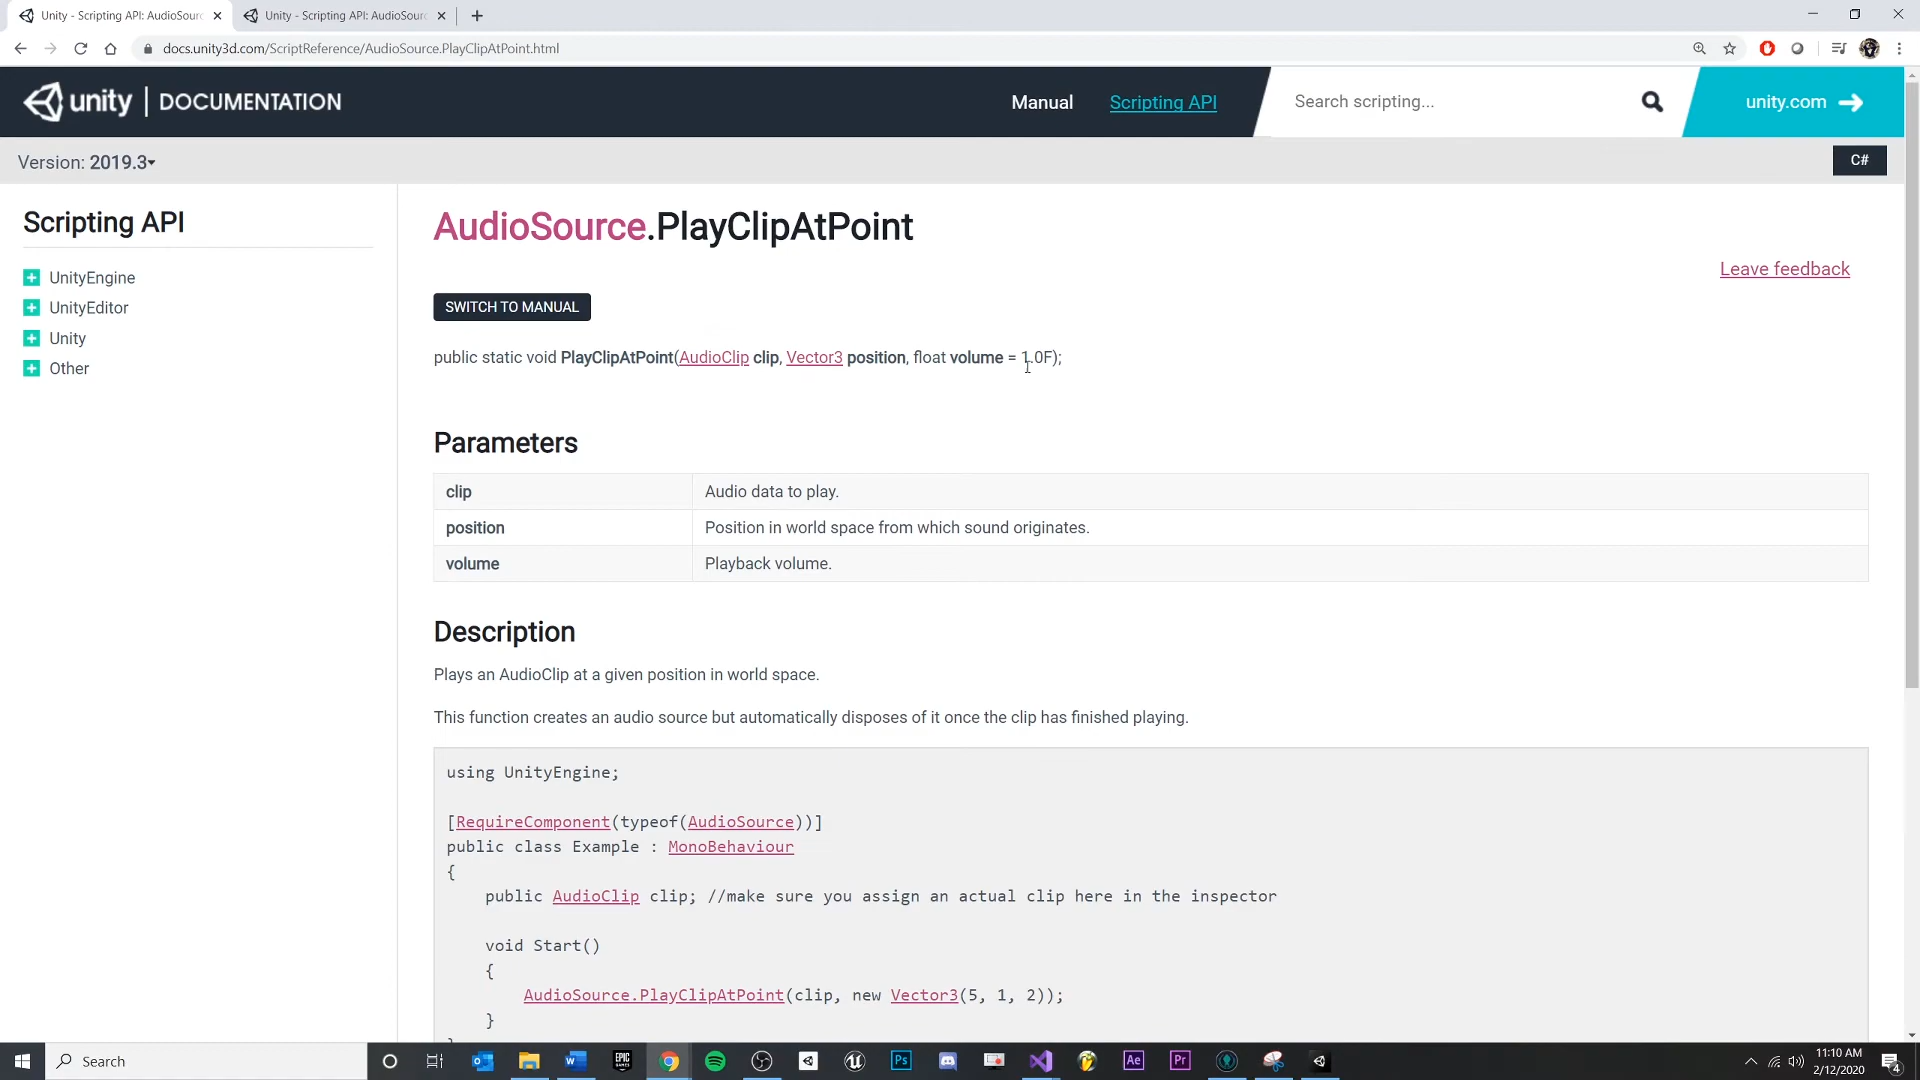 Unity - Scripting API: AudioSourc
Unity - Scripting API: AudioSourc
docs.unity3d.com/ScriptReference/AudioSource.PlayClipAtPoint.html
unity | DOCUMENTATION
Manual
Scripting API
Search scripting...
unity.com
Version: 2019.3
C#
Scripting API
UnityEngine
UnityEditor
Unity
Other
AudioSource.PlayClipAtPoint
Leave feedback
SWITCH TO MANUAL
public static void PlayClipAtPoint(AudioClip clip, Vector3 position, float volume = 1.0F);
Parameters
clip Audio data to play.
position Position in world space from which sound originates.
volume Playback volume.
Description
Plays an AudioClip at a given position in world space.
This function creates an audio source but automatically disposes of it once the clip has finished playing.
using UnityEngine;
[RequireComponent(typeof(AudioSource))]
public class Example : MonoBehaviour
{
public AudioClip clip; //make sure you assign an actual clip here in the inspector
void Start()
{
AudioSource.PlayClipAtPoint(clip, new Vector3(5, 1, 2));
}
Search
EPIC GAMES
Ps
Ae
Pr
11:10 AM
2/12/2020
4